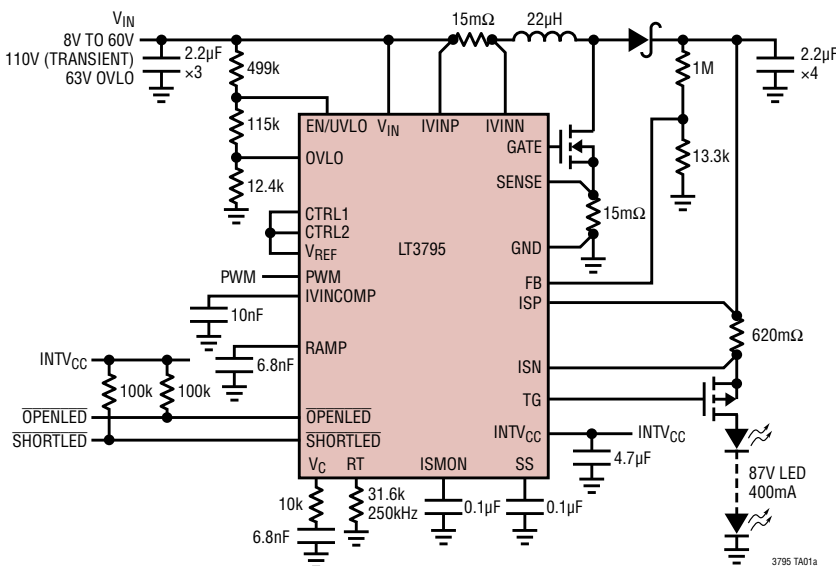 VIN
8V TO 60V
110V (TRANSIENT)
63V OVLO
2.2µF
×3
499k
115k
12.4k
15mΩ
22µH
1M
13.3k
2.2µF
×4
EN/UVLO
VIN
IVINP
IVINN
OVLO
GATE
SENSE
15mΩ
CTRL1
CTRL2
VREF
LT3795
GND
PWM
PWM
FB
IVINCOMP
ISP
10nF
620mΩ
RAMP
6.8nF
INTVCC
100k
100k
ISN
TG
OPENLED
OPENLED
SHORTLED
SHORTLED
INTVCC
INTVCC
4.7µF
VC
RT
ISMON
SS
10k
31.6k
250kHz
0.1µF
0.1µF
6.8nF
87V LED
400mA
3795 TA01a